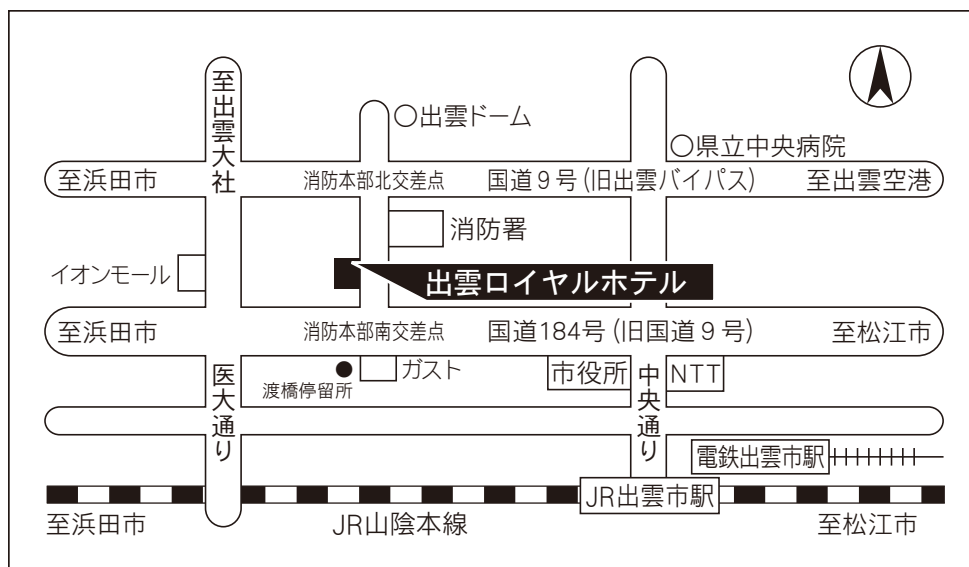 至出雲大社
○出雲ドーム
○県立中央病院
至浜田市
消防本部北交差点
国道9号(旧出雲バイパス)
至出雲空港
消防署
イオンモール
出雲ロイヤルホテル
至浜田市
消防本部南交差点
国道184号(旧国道9号)
至松江市
医大通り
渡橋停留所
ガスト
市役所
中央通り
NTT
電鉄出雲市駅
JR出雲市駅
至浜田市
JR山陰本線
至松江市